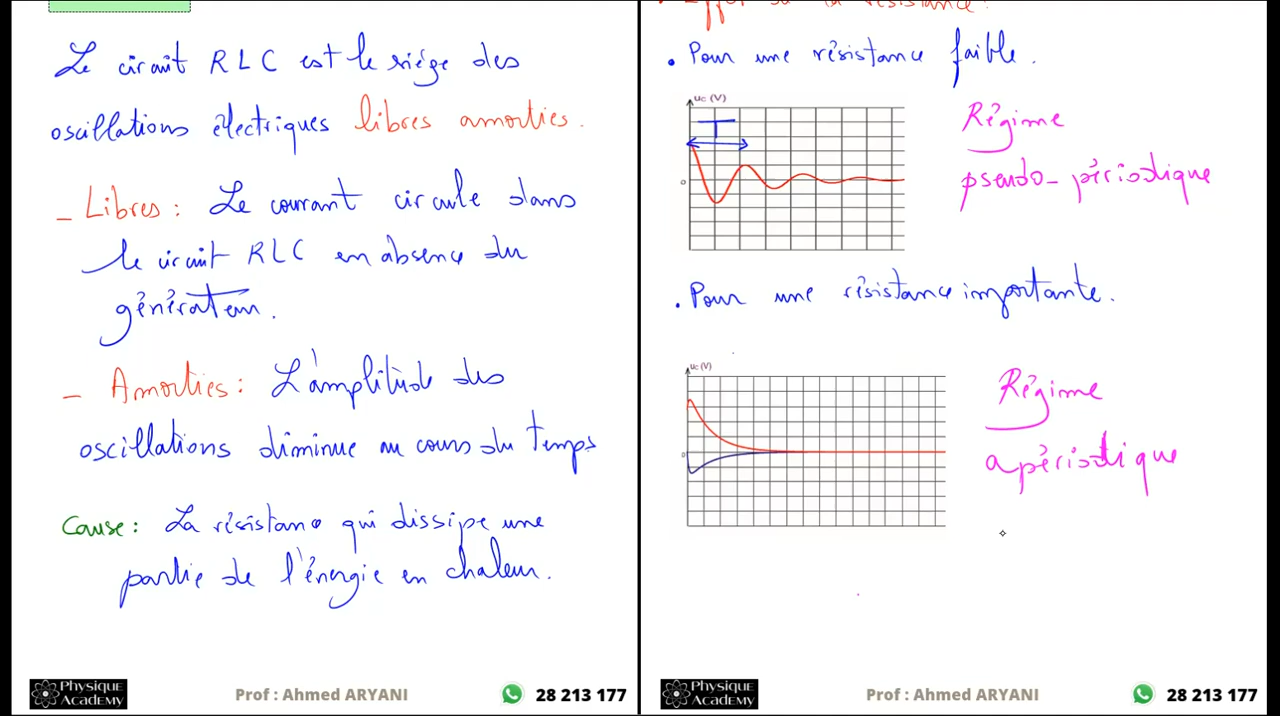 Le circuit RLC est le siége des
oscillations électriques libres amorties.
- Libres : Le courant circule dans
le circuit RLC en absence du
générateur.
- Amorties : L'amplitude des
oscillations diminue au cours du temps
Cause : La résistance qui dissipe une
partie de l'énergie en chaleur.
Physique
Academy
Prof : Ahmed ARYANI
28 213 177
la résistance :
. Pour une résistance faible.
uc (V)
T
0
Régime
pseudo-périodique
. Pour une résistance importante.
uc (V)
0
Régime
apériodique
Physique
Academy
Prof : Ahmed ARYANI
28 213 177